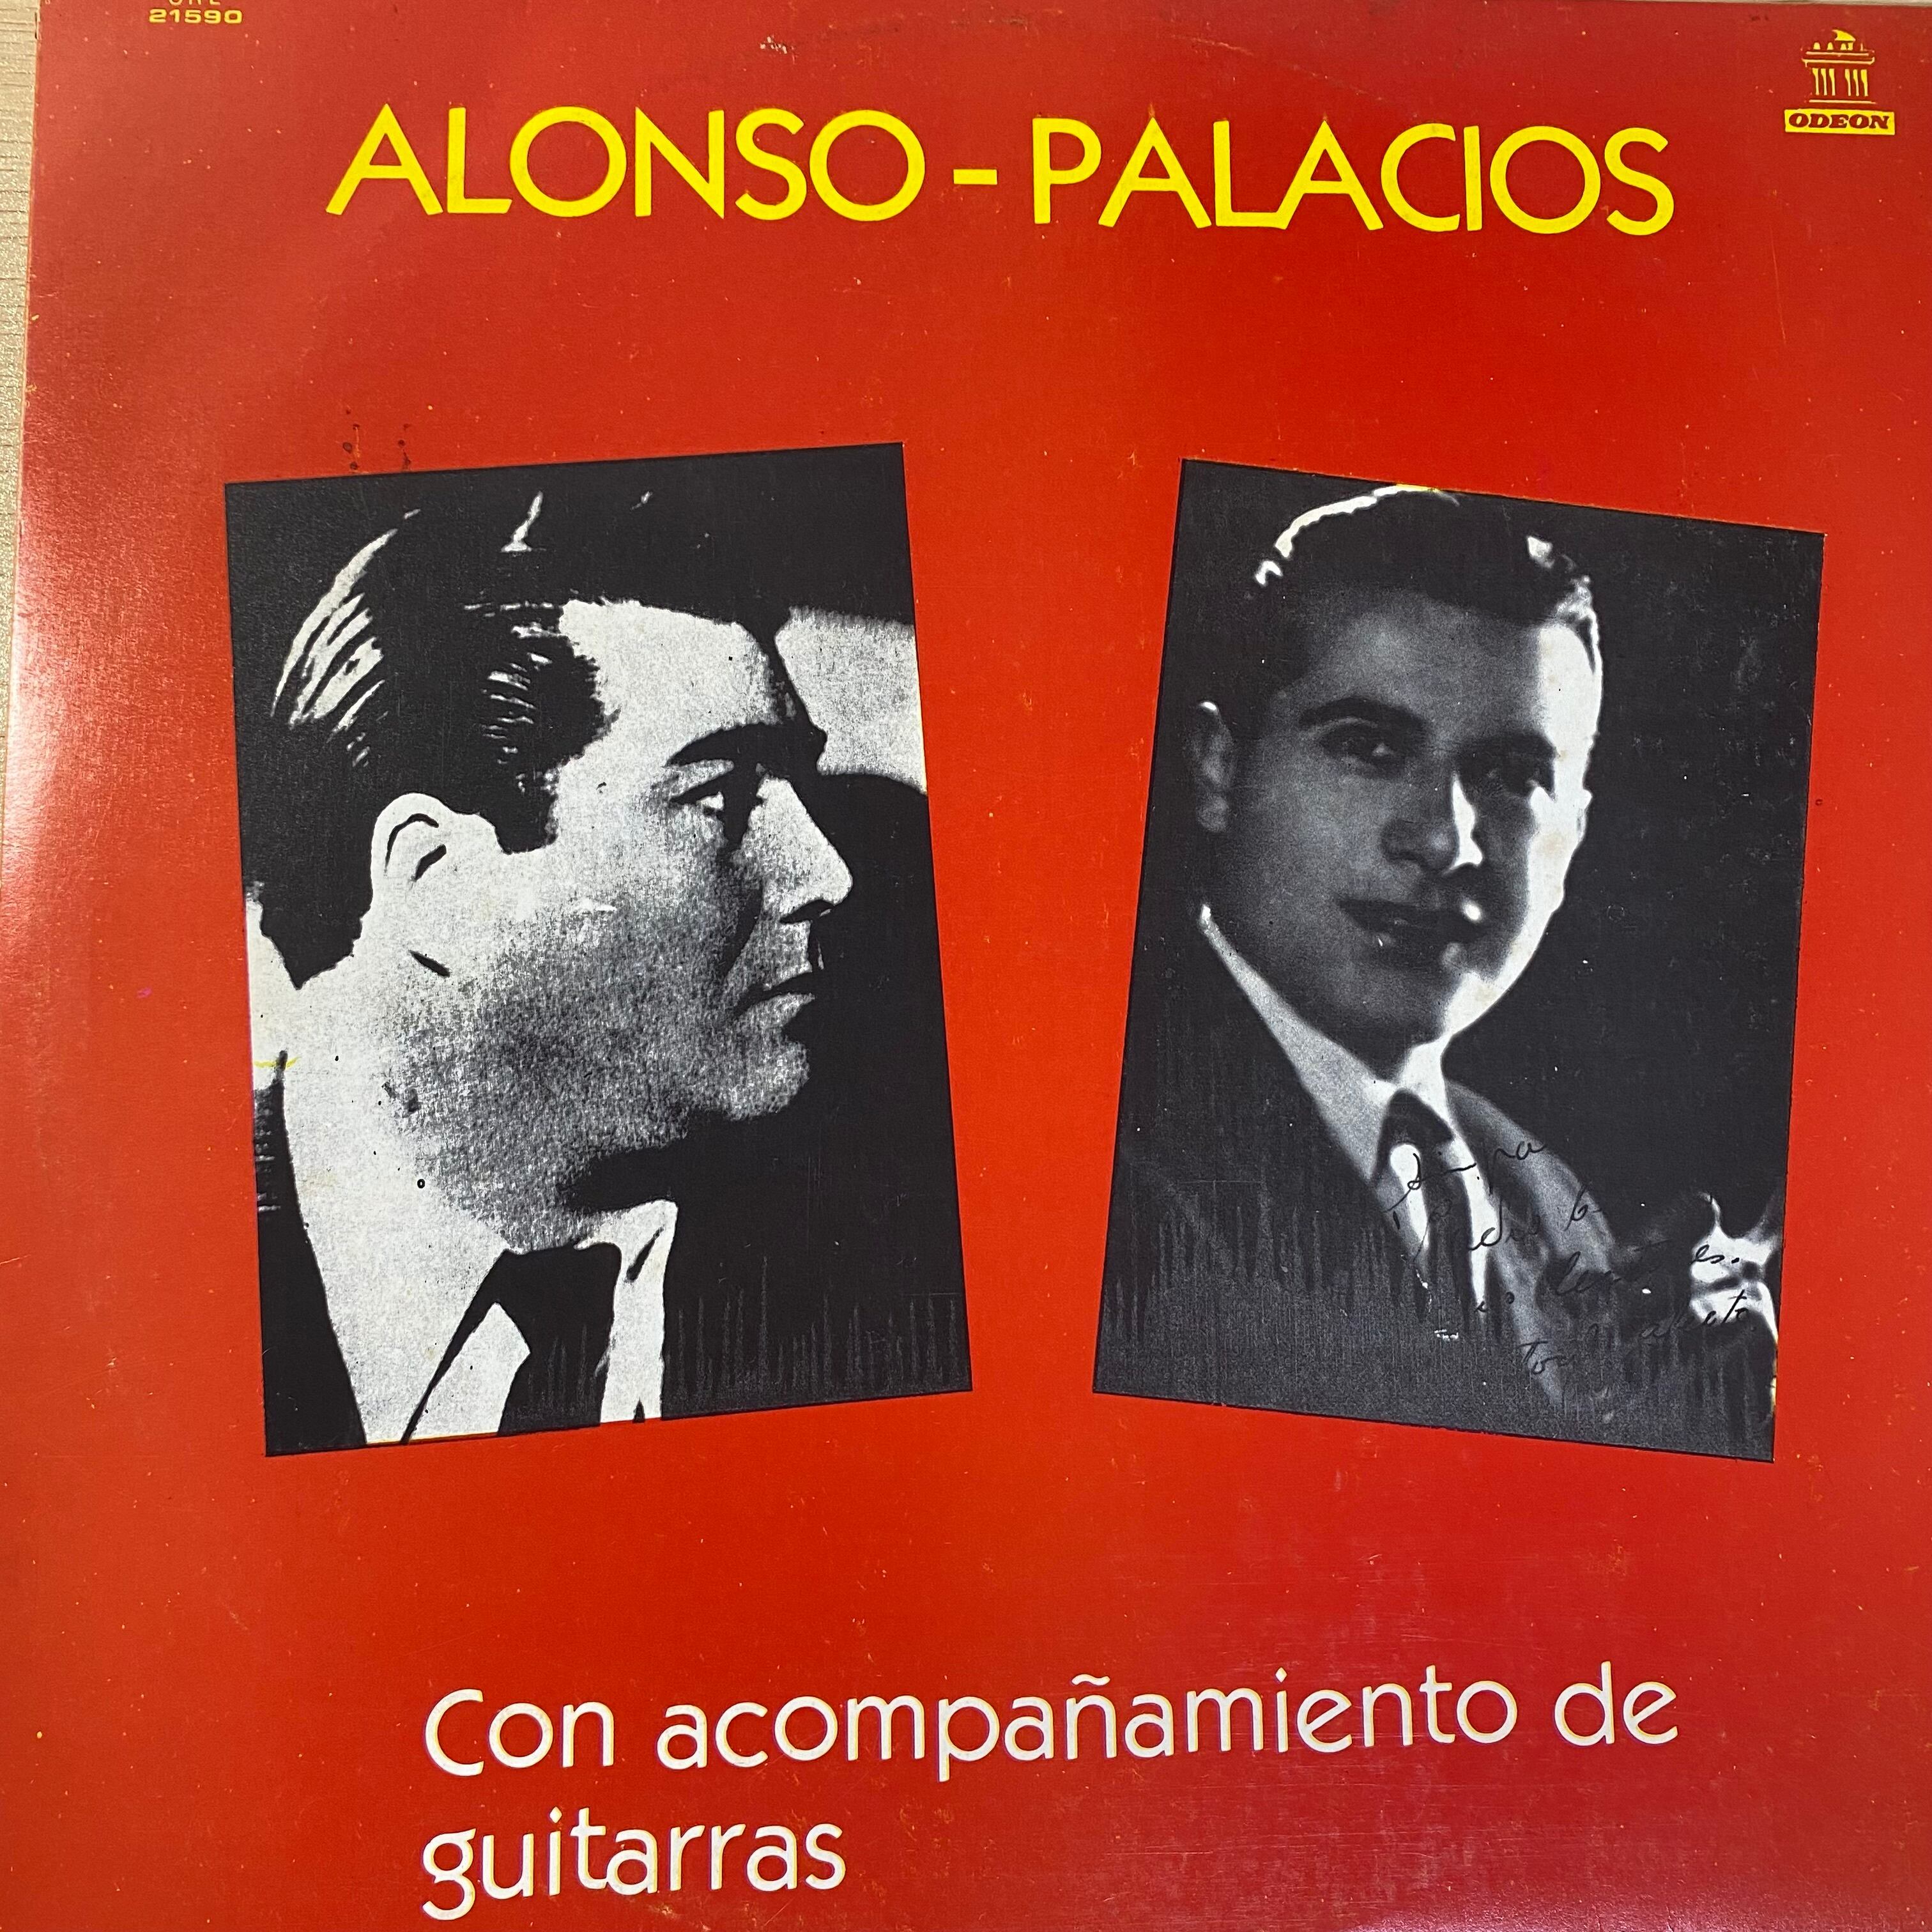 21590
ODEON
ALONSO - PALACIOS
Con acompañamiento de
guitarras